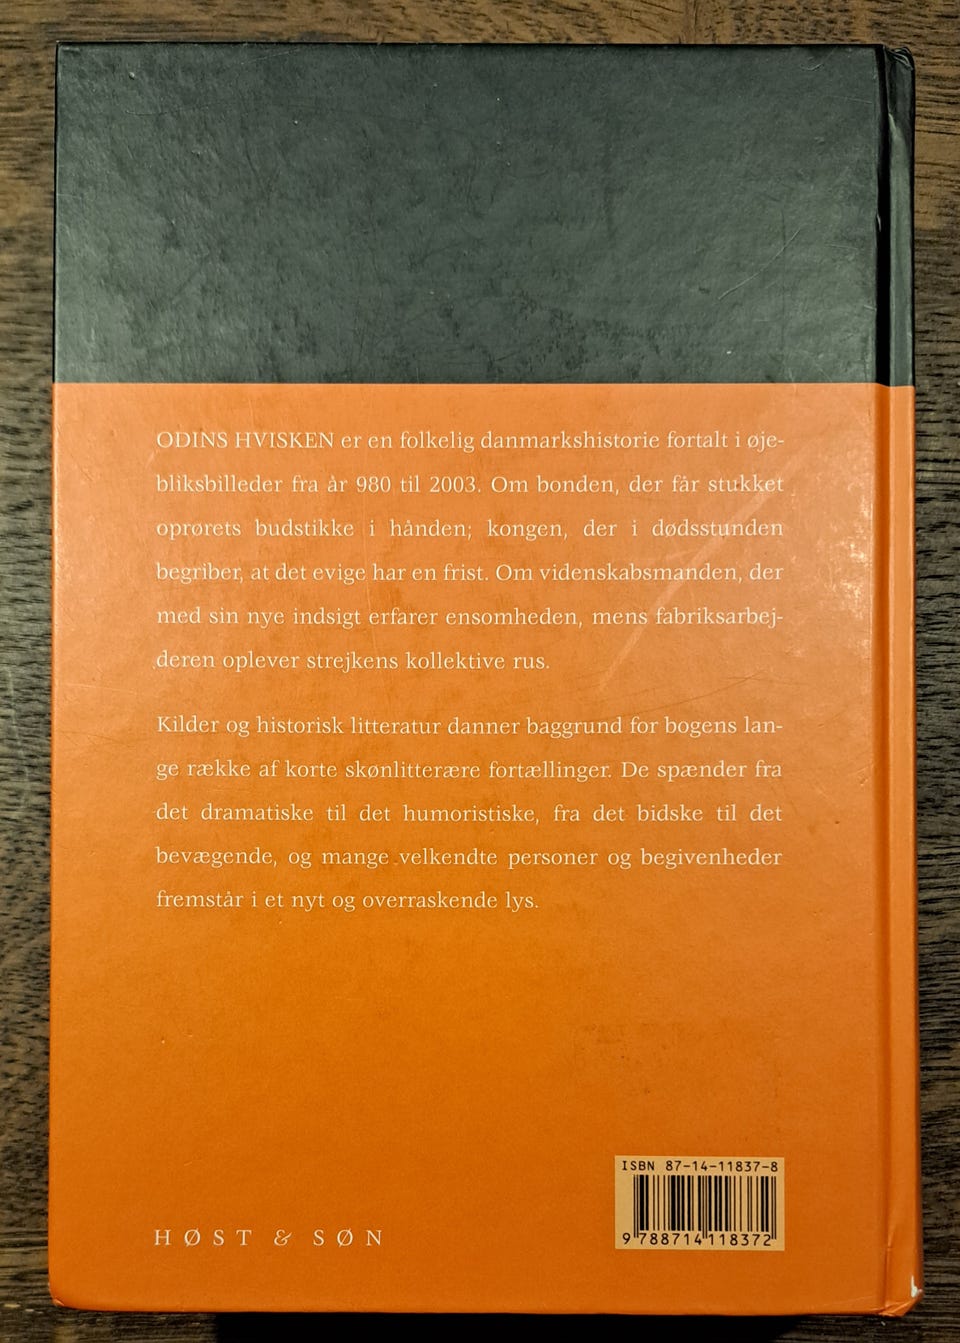 ODINS HVISKEN er en folkelig danmarkshistorie fortalt i øje-
bliksbilleder fra år 980 til 2003. Om bonden, der får stukket
oprørets budstikke i hånden; kongen, der i dødsstunden
begriber, at det evige har en frist. Om videnskabsmanden, der
med sin nye indsigt erfarer ensomheden, mens fabriksarbej-
deren oplever strejkens kollektive rus.
Kilder og historisk litteratur danner baggrund for bogens lan-
ge række af korte skønlitterære fortællinger. De spænder fra
det dramatiske til det humoristiske, fra det bidske til det
bevægende, og mange velkendte personer og begivenheder
fremstår i et nyt og overraskende lys.
HØST & SØN
ISBN 87-14-11837-8
9 788714 118372